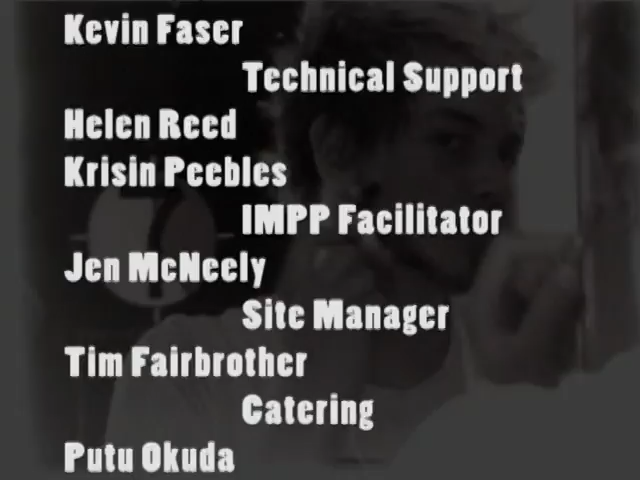 Kevin Faser
Technical Support
Helen Reed
Krisin Peebles
IMPP Facilitator
Jen McNeely
Site Manager
Tim Fairbrother
Catering
Putu Okuda